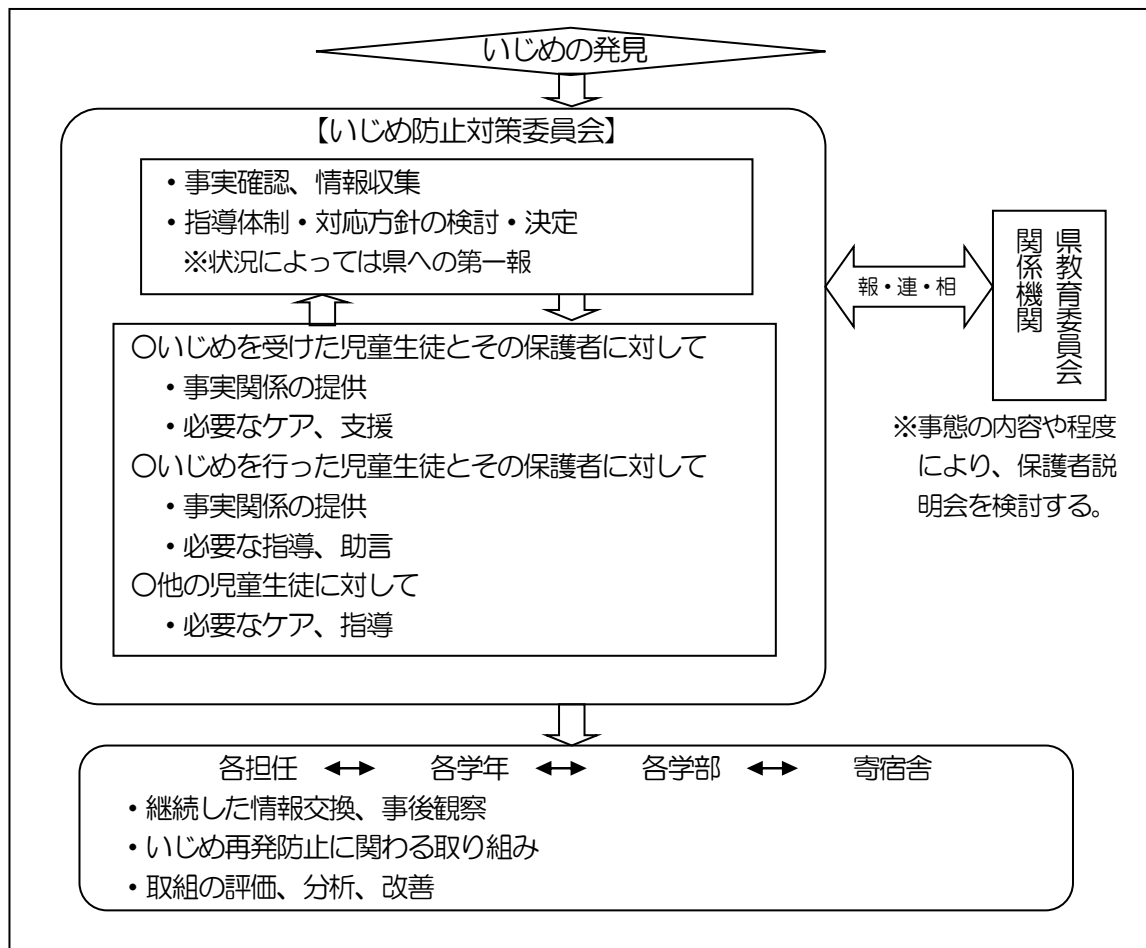 いじめの発見
【いじめ防止対策委員会】
・事実確認、情報収集
・指導体制・対応方針の検討・決定
※状況によっては県への第一報
〇いじめを受けた児童生徒とその保護者に対して
・事実関係の提供
・必要なケア、支援
〇いじめを行った児童生徒とその保護者に対して
・事実関係の提供
・必要な指導、助言
〇他の児童生徒に対して
・必要なケア、指導
報・連・相
県教育委員会
関係機関
※事態の内容や程度
により、保護者説
明会を検討する。
各担任 ↔ 各学年 ↔ 各学部 ↔ 寄宿舎
・継続した情報交換、事後観察
・いじめ再発防止に関わる取り組み
・取組の評価、分析、改善